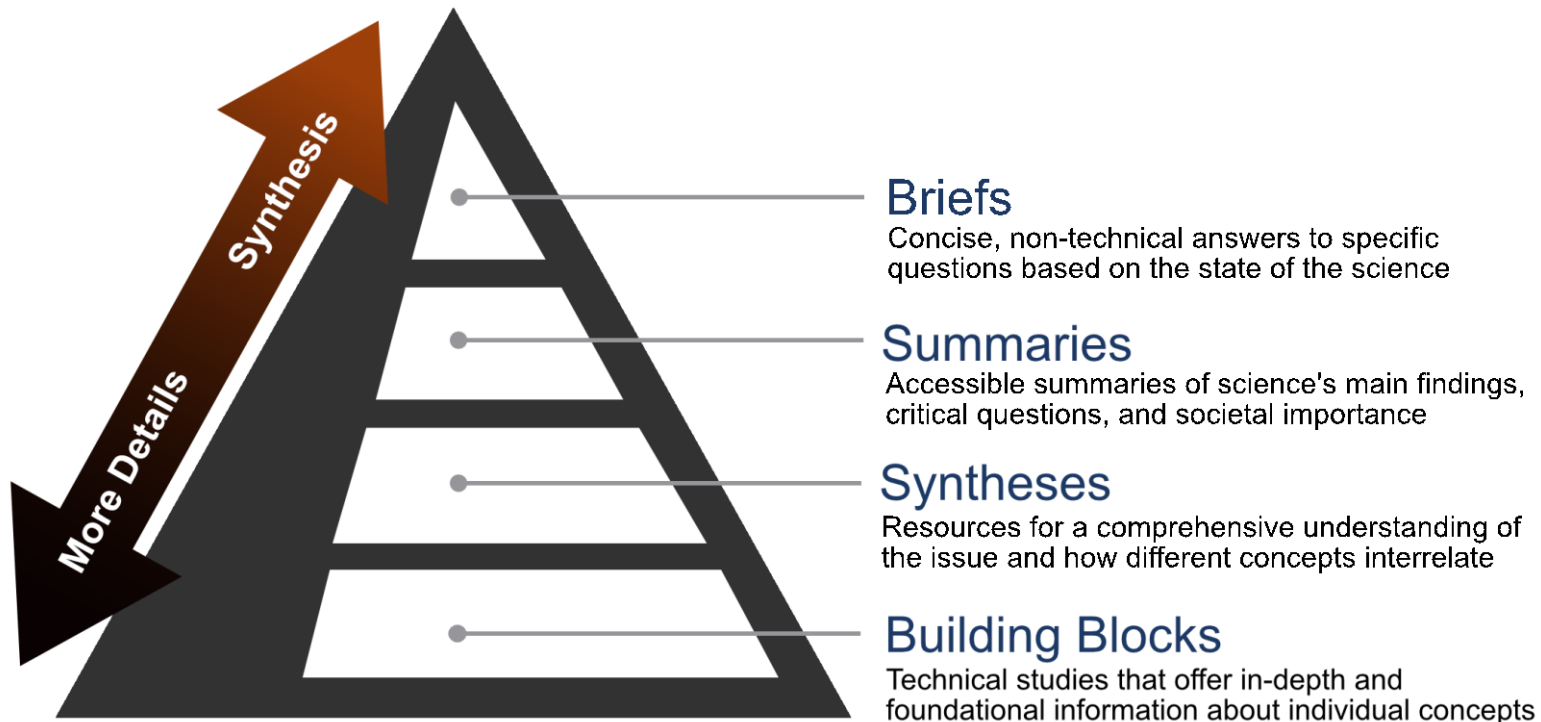 Synthesis
More Details
Briefs
Concise, non-technical answers to specific
questions based on the state of the science
Summaries
Accessible summaries of science's main findings,
critical questions, and societal importance
Syntheses
Resources for a comprehensive understanding of
the issue and how different concepts interrelate
Building Blocks
Technical studies that offer in-depth and
foundational information about individual concepts